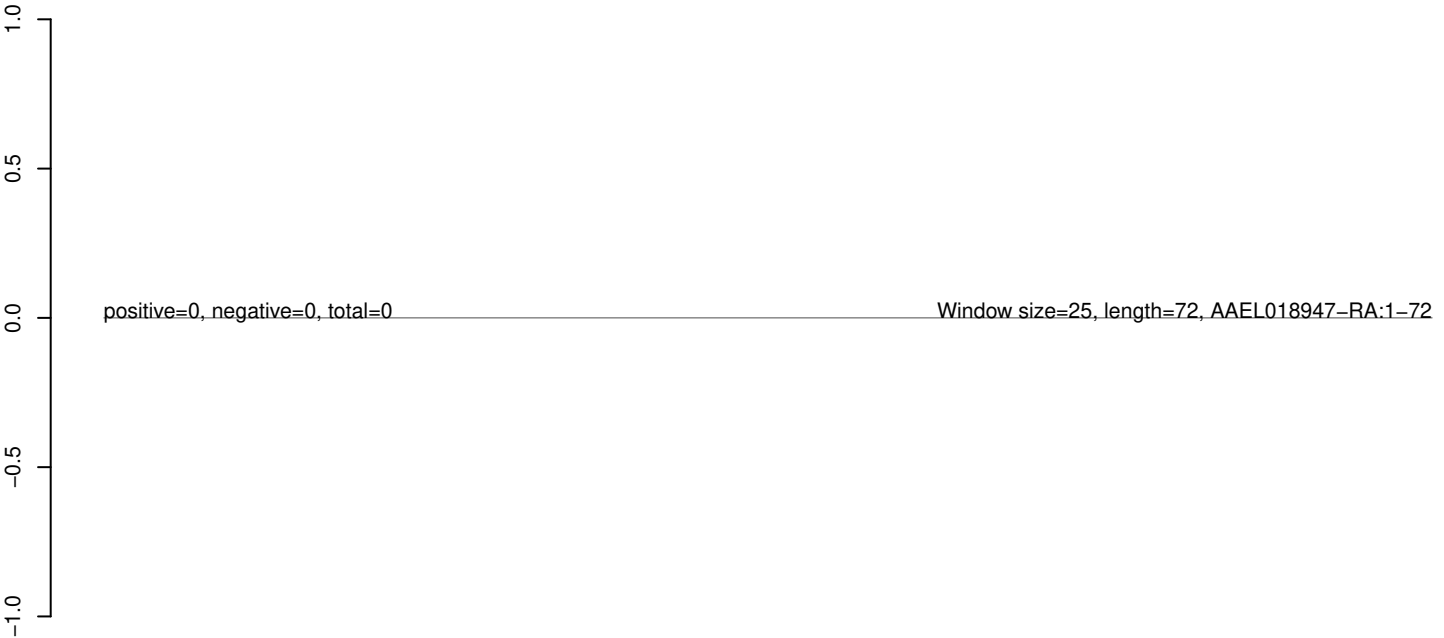 1.0
0.5
0.0
−0.5
−1.0
positive=0, negative=0, total=0
Window size=25, length=72, AAEL018947−RA:1−72